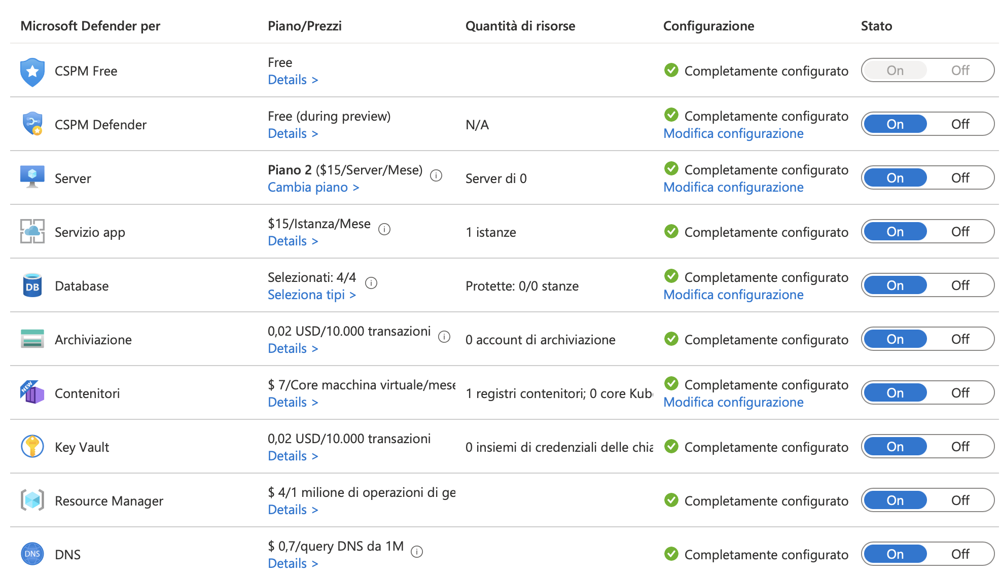 Microsoft Defender per Piano/Prezzi Quantità di risorse Configurazione Stato
CSPM Free
Free
Details >
Completamente configurato
On Off
CSPM Defender
Free (during preview)
Details >
N/A
Completamente configurato
Modifica configurazione
On Off
Server
Piano 2 ($15/Server/Mese)
Cambia piano >
Server di 0
Completamente configurato
Modifica configurazione
On Off
Servizio app
$15/Istanza/Mese
Details >
1 istanze
Completamente configurato
On Off
DB
Database
Selezionati: 4/4
Seleziona tipi >
Protette: 0/0 stanze
Completamente configurato
Modifica configurazione
On Off
Archiviazione
0,02 USD/10.000 transazioni
Details >
0 account di archiviazione
Completamente configurato
On Off
NEW
Contenitori
$ 7/Core macchina virtuale/mese
Details >
1 registri contenitori; 0 core Kub
Completamente configurato
Modifica configurazione
On Off
Key Vault
0,02 USD/10.000 transazioni
Details >
0 insiemi di credenziali delle chia
Completamente configurato
On Off
Resource Manager
$ 4/1 milione di operazioni di ge
Details >
Completamente configurato
On Off
DNS
DNS
$ 0,7/query DNS da 1M
Details >
Completamente configurato
On Off